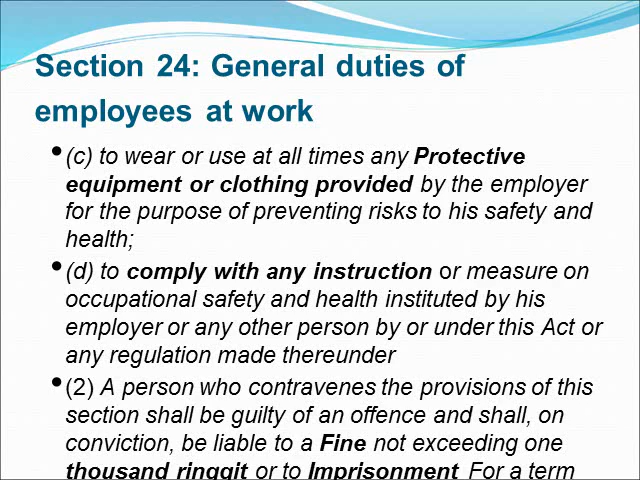 Section 24: General duties of
employees at work
•(c) to wear or use at all times any Protective
equipment or clothing provided by the employer
for the purpose of preventing risks to his safety and
health;
•(d) to comply with any instruction or measure on
occupational safety and health instituted by his
employer or any other person by or under this Act or
any regulation made thereunder
•(2) A person who contravenes the provisions of this
section shall be guilty of an offence and shall, on
conviction, be liable to a Fine not exceeding one
thousand ringgit or to Imprisonment For a term